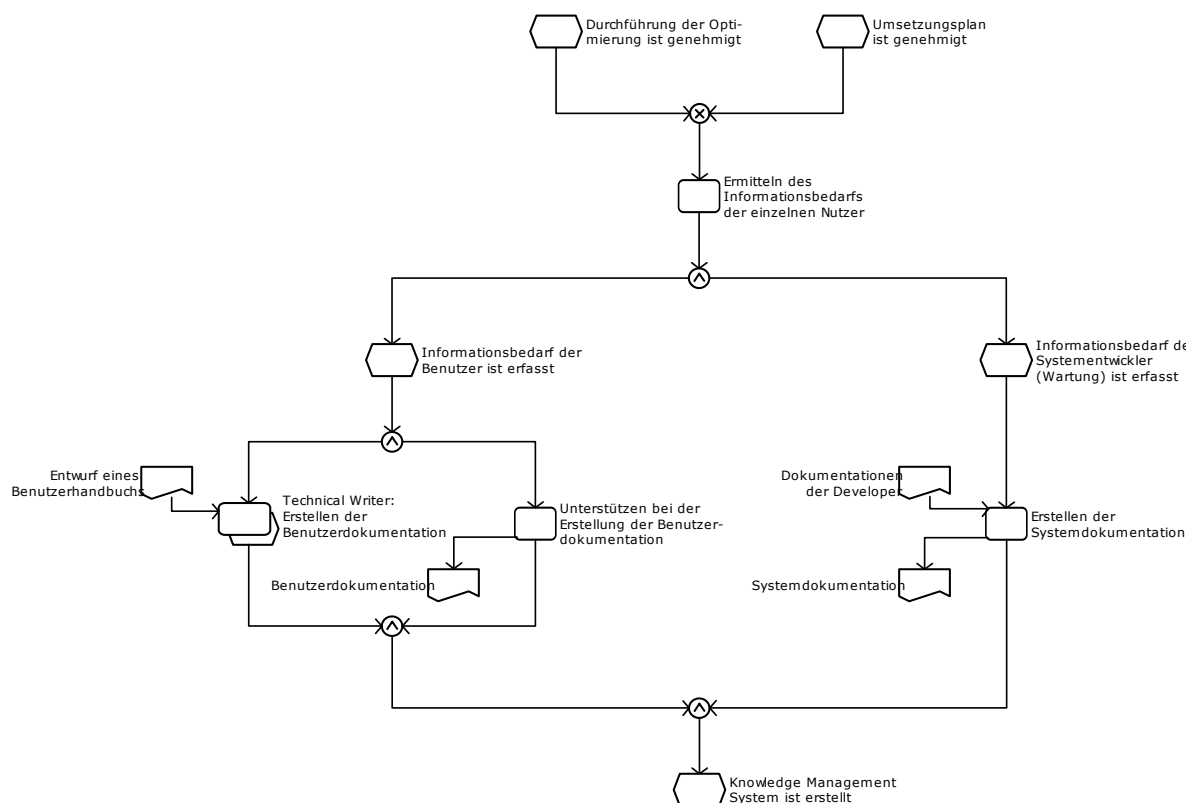 Durchführung der Opti-
mierung ist genehmigt
Umsetzungsplan
ist genehmigt
Ermitteln des
Informationsbedarfs
der einzelnen Nutzer
Informationsbedarf der
Benutzer ist erfasst
Informationsbedarf de
Systementwickler
(Wartung) ist erfasst
Entwurf eines
Benutzerhandbuchs
Technical Writer:
Erstellen der
Benutzerdokumentation
Unterstützen bei der
Erstellung der Benutzer-
dokumentation
Dokumentationen
der Developer
Erstellen der
Systemdokumentation
Benutzerdokumentation
Systemdokumentation
Knowledge Management
System ist erstellt